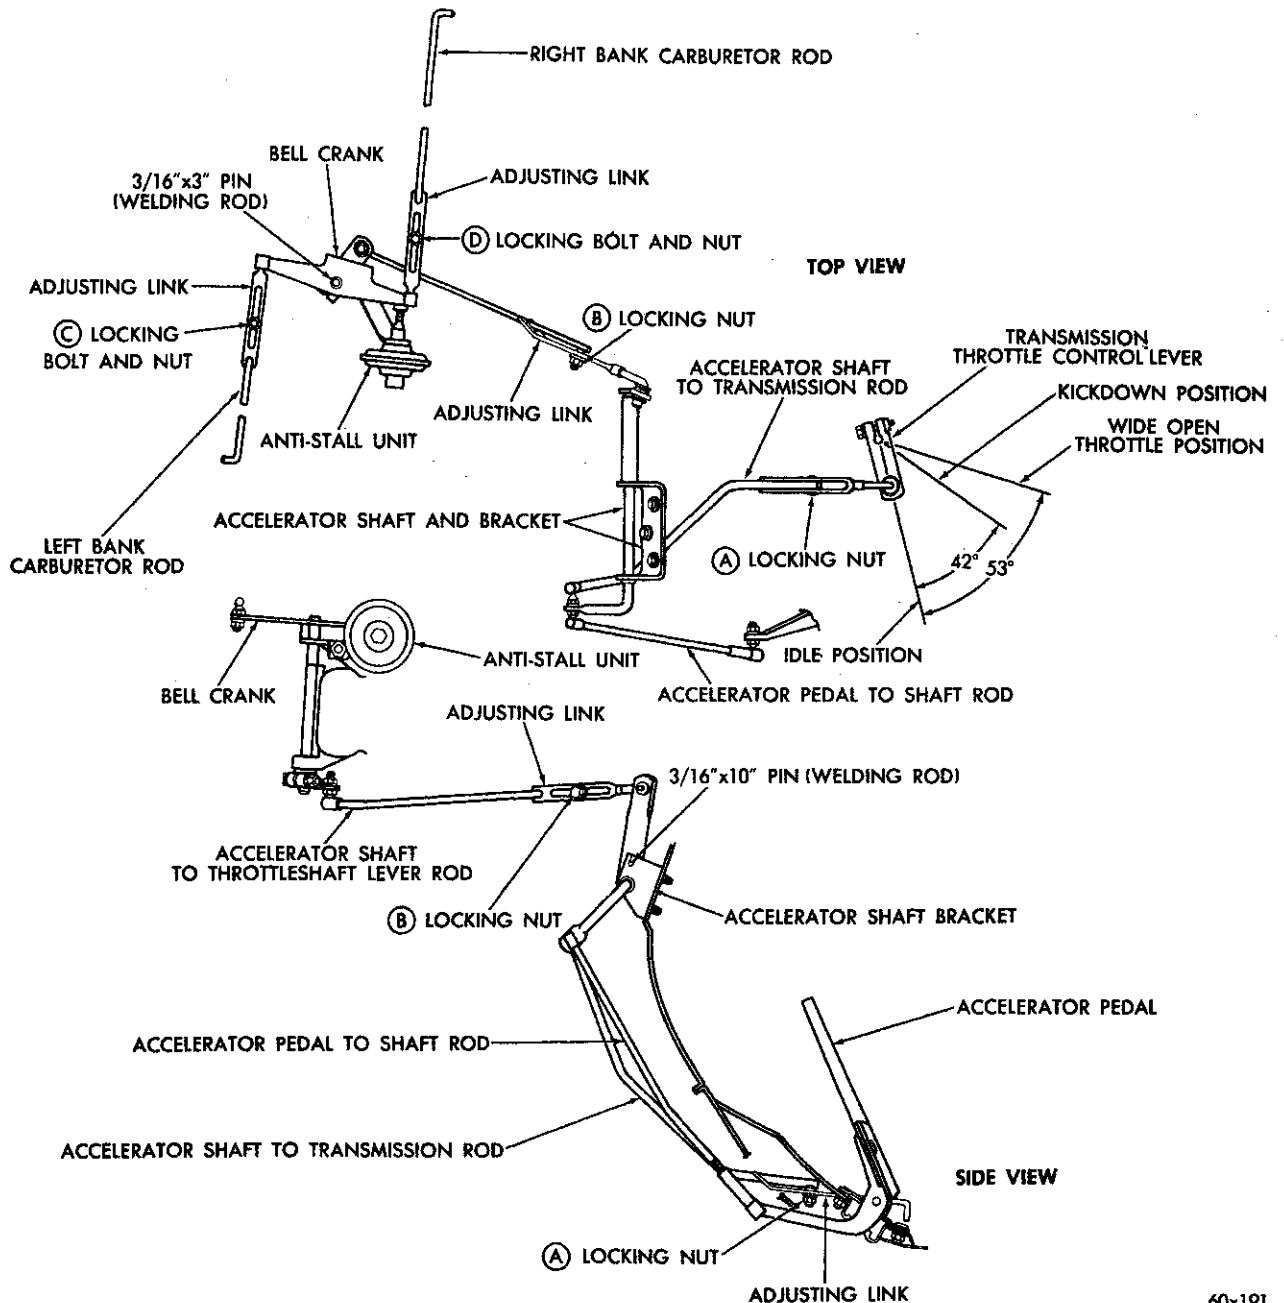 RIGHT BANK CARBURETOR ROD
BELL CRANK
3/16"x3" PIN
(WELDING ROD)
ADJUSTING LINK
D LOCKING BOLT AND NUT
TOP VIEW
ADJUSTING LINK
C LOCKING
BOLT AND NUT
B LOCKING NUT
TRANSMISSION
THROTTLE CONTROL LEVER
ACCELERATOR SHAFT
TO TRANSMISSION ROD
KICKDOWN POSITION
WIDE OPEN
THROTTLE POSITION
ADJUSTING LINK
ANTI-STALL UNIT
ACCELERATOR SHAFT AND BRACKET
LEFT BANK
CARBURETOR ROD
A LOCKING NUT
42°
53°
ANTI-STALL UNIT
IDLE POSITION
BELL CRANK
ACCELERATOR PEDAL TO SHAFT ROD
ADJUSTING LINK
3/16"x10" PIN (WELDING ROD)
ACCELERATOR SHAFT
TO THROTTLESHAFT LEVER ROD
B LOCKING NUT
ACCELERATOR SHAFT BRACKET
ACCELERATOR PEDAL
ACCELERATOR PEDAL TO SHAFT ROD
ACCELERATOR SHAFT TO TRANSMISSION ROD
SIDE VIEW
A LOCKING NUT
ADJUSTING LINK
60x191